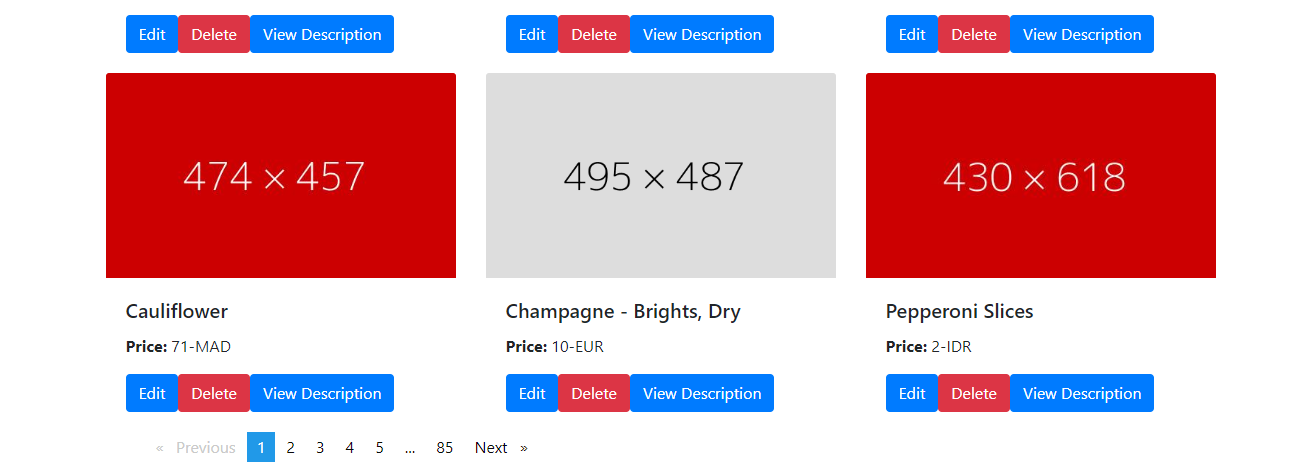 Edit Delete View Description Edit Delete View Description Edit Delete View Description
474 × 457 495 × 487 430 × 618
Cauliflower Champagne - Brights, Dry Pepperoni Slices
Price: 71-MAD Price: 10-EUR Price: 2-IDR
Edit Delete View Description Edit Delete View Description Edit Delete View Description
« Previous 1 2 3 4 5 ... 85 Next »